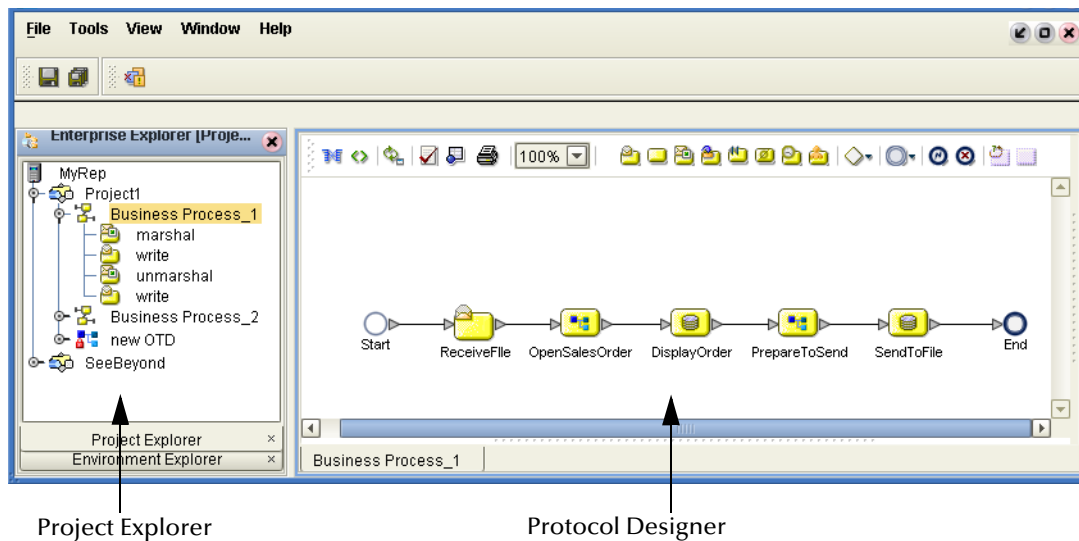 File Tools View Window Help
Enterprise Explorer [Proje...
MyRep
Project1
Business Process_1
marshal
write
unmarshal
write
Business Process_2
new OTD
SeeBeyond
Project Explorer ×
Environment Explorer ×
100%
Start
ReceiveFIle
OpenSalesOrder
DisplayOrder
PrepareToSend
SendToFile
End
Business Process_1
Project Explorer
Protocol Designer